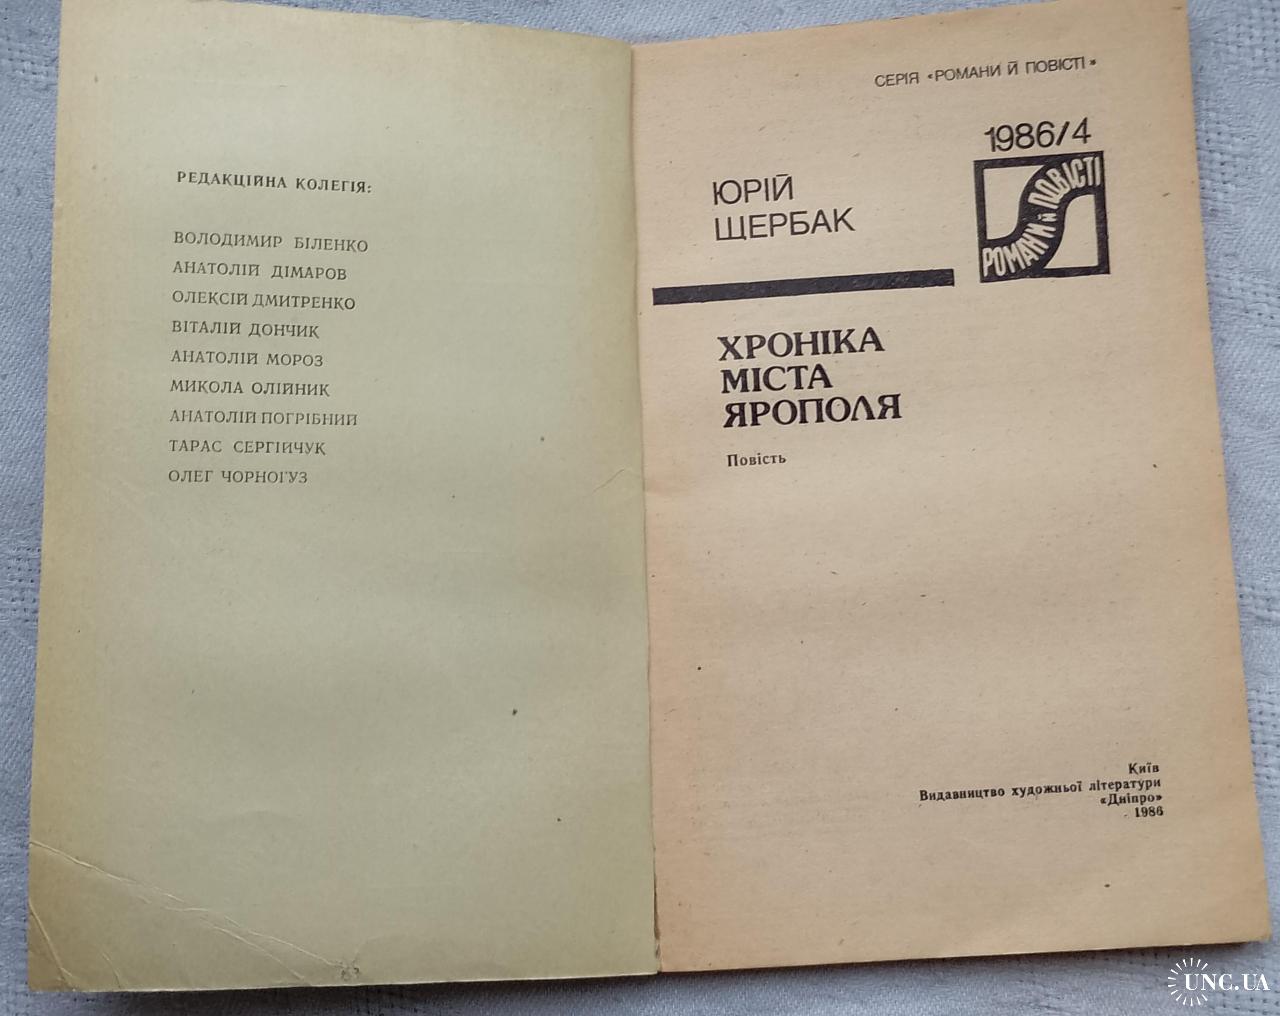 РЕДАКЦІЙНА КОЛЕГІЯ:
ВОЛОДИМИР БІЛЕНКО
АНАТОЛІЙ ДІМАРОВ
ОЛЕКСІЙ ДМИТРЕНКО
ВІТАЛІЙ ДОНЧИК
АНАТОЛІЙ МОРОЗ
МИКОЛА ОЛІЙНИК
АНАТОЛІЙ ПОГРІБНИЙ
ТАРАС СЕРГІЙЧУК
ОЛЕГ ЧОРНОГУЗ
63
СЕРІЯ «РОМАНИ Й ПОВІСТІ»
1986/4
РОМАНИ Й ПОВІСТІ
ЮРІЙ
ЩЕРБАК
ХРОНІКА
МІСТА
ЯРОПОЛЯ
Повість
Київ
Видавництво художньої літератури
«Дніпро»
1986
UNC.UA